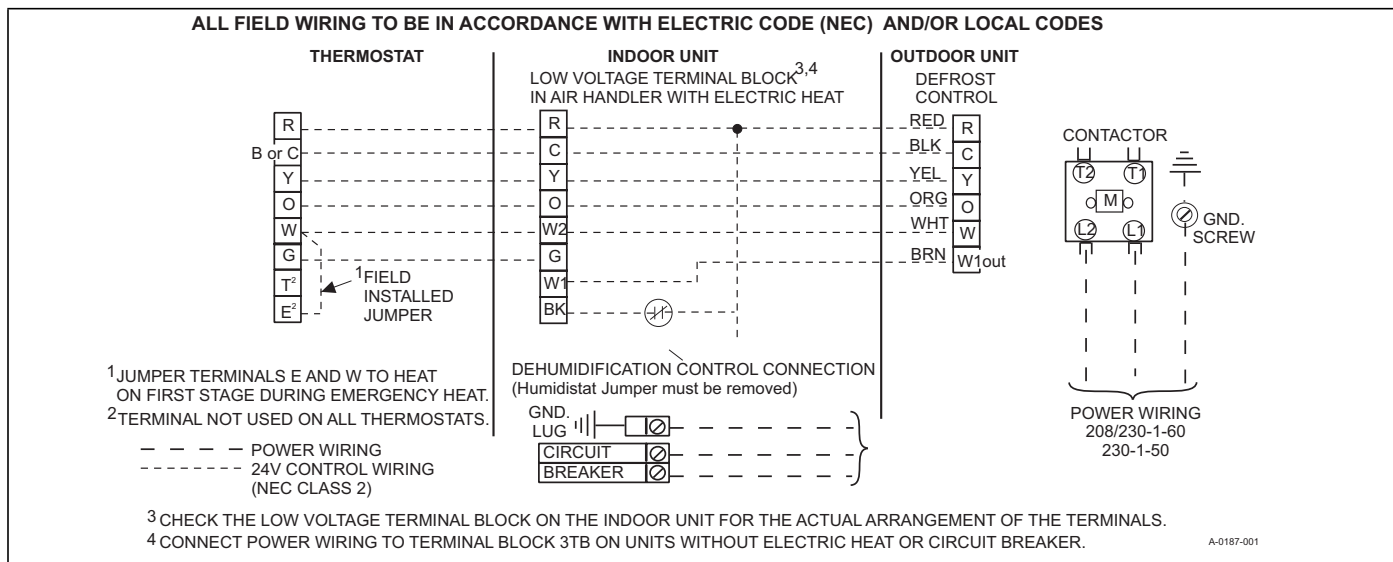 ALL FIELD WIRING TO BE IN ACCORDANCE WITH ELECTRIC CODE (NEC) AND/OR LOCAL CODES
THERMOSTAT
R
B or C
Y
O
W
G
T²
E²
¹FIELD
INSTALLED
JUMPER
¹JUMPER TERMINALS E AND W TO HEAT
ON FIRST STAGE DURING EMERGENCY HEAT.
²TERMINAL NOT USED ON ALL THERMOSTATS.
POWER WIRING
24V CONTROL WIRING
(NEC CLASS 2)
INDOOR UNIT
LOW VOLTAGE TERMINAL BLOCK³,⁴
IN AIR HANDLER WITH ELECTRIC HEAT
R
C
Y
O
W2
G
W1
BK
DEHUMIDIFICATION CONTROL CONNECTION
(Humidistat Jumper must be removed)
GND.
LUG
CIRCUIT
BREAKER
OUTDOOR UNIT
DEFROST
CONTROL
RED R
BLK C
YEL Y
ORG O
WHT W
BRN W1out
CONTACTOR
T2 T1
M
L2 L1
GND.
SCREW
POWER WIRING
208/230-1-60
230-1-50
3 CHECK THE LOW VOLTAGE TERMINAL BLOCK ON THE INDOOR UNIT FOR THE ACTUAL ARRANGEMENT OF THE TERMINALS.
4 CONNECT POWER WIRING TO TERMINAL BLOCK 3TB ON UNITS WITHOUT ELECTRIC HEAT OR CIRCUIT BREAKER.
A-0187-001